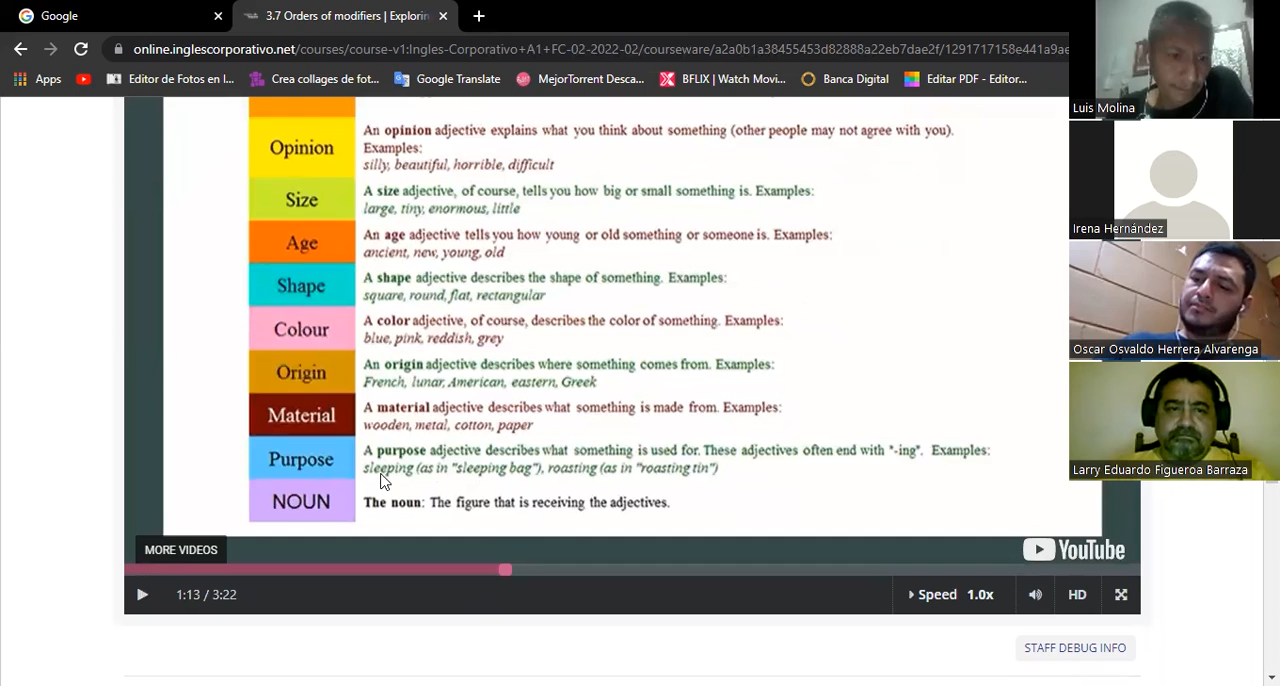 Google
3.7 Orders of modifiers | Explorin
online.inglescorporativo.net/courses/course-v1:Ingles-Corporativo+A1+FC-02-2022-02/courseware/a2a0b1a38455453d82888a22eb7dae2f/1291717158e441a9ae
Apps
Editor de Fotos en l...
Crea collages de fot...
Google Translate
MejorTorrent Desca...
BFLIX | Watch Movi...
Banca Digital
Editar PDF - Editor...
Luis Molina
Irena Hernández
Oscar Osvaldo Herrera Alvarenga
Larry Eduardo Figueroa Barraza
Opinion
An opinion adjective explains what you think about something (other people may not agree with you).
Examples:
silly, beautiful, horrible, difficult
Size
A size adjective, of course, tells you how big or small something is. Examples:
large, tiny, enormous, little
Age
An age adjective tells you how young or old something or someone is. Examples:
ancient, new, young, old
Shape
A shape adjective describes the shape of something. Examples:
square, round, flat, rectangular
Colour
A color adjective, of course, describes the color of something. Examples:
blue, pink, reddish, grey
Origin
An origin adjective describes where something comes from. Examples:
French, lunar, American, eastern, Greek
Material
A material adjective describes what something is made from. Examples:
wooden, metal, cotton, paper
Purpose
A purpose adjective describes what something is used for. These adjectives often end with "-ing". Examples:
sleeping (as in "sleeping bag"), roasting (as in "roasting tin")
NOUN
The noun: The figure that is receiving the adjectives.
MORE VIDEOS
YouTube
1:13 / 3:22
Speed 1.0x
HD
STAFF DEBUG INFO